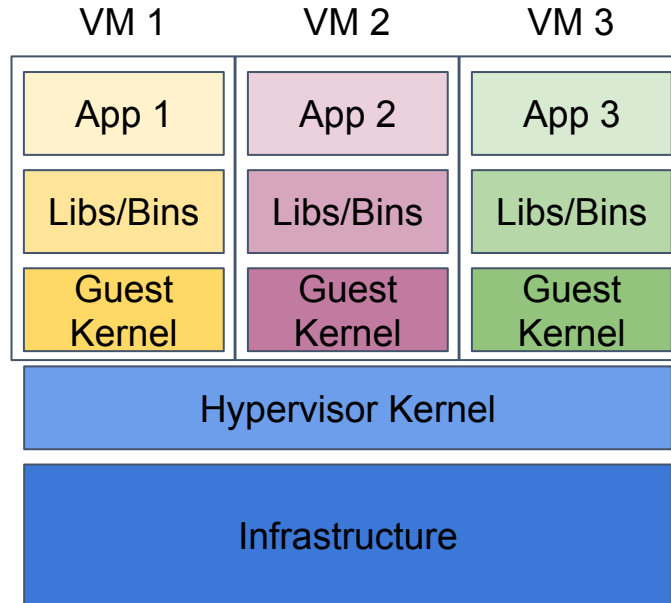 VM 1 VM 2 VM 3
App 1 App 2 App 3
Libs/Bins Libs/Bins Libs/Bins
Guest Guest Guest
Kernel Kernel Kernel
Hypervisor Kernel
Infrastructure